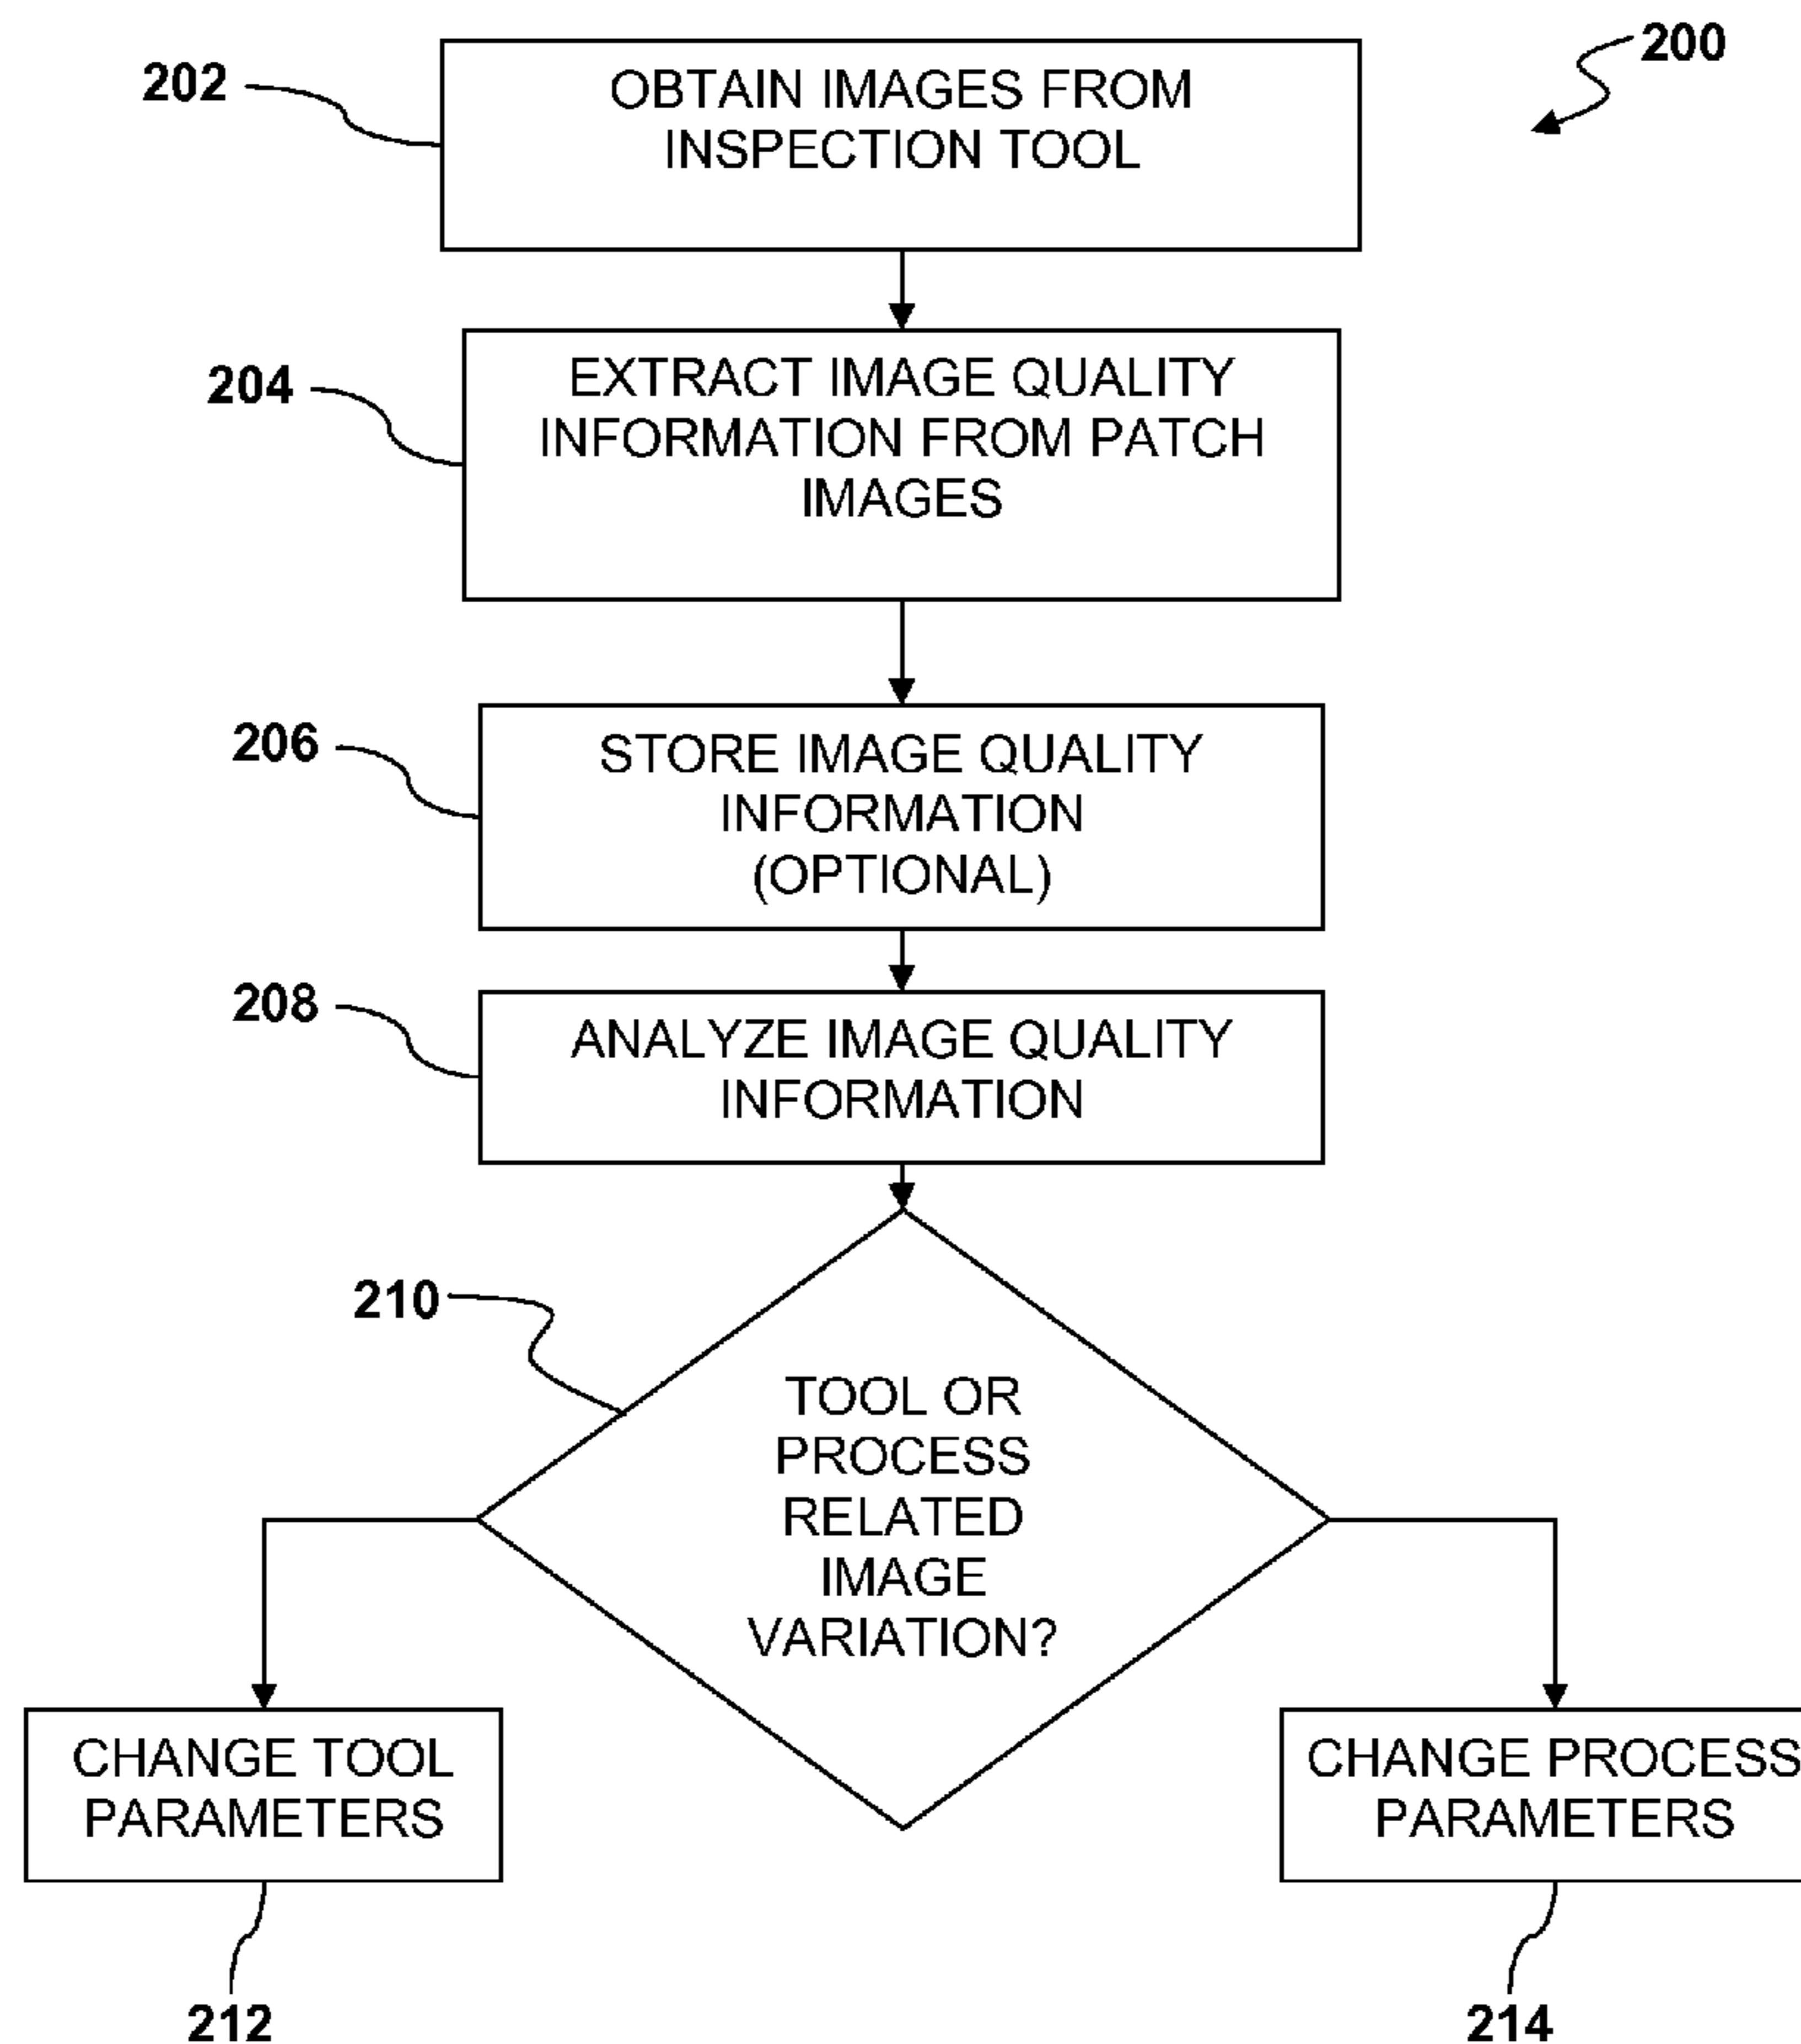 200
202
OBTAIN IMAGES FROM
INSPECTION TOOL
204
EXTRACT IMAGE QUALITY
INFORMATION FROM PATCH
IMAGES
206
STORE IMAGE QUALITY
INFORMATION
(OPTIONAL)
208
ANALYZE IMAGE QUALITY
INFORMATION
210
TOOL OR
PROCESS
RELATED
IMAGE
VARIATION?
CHANGE TOOL
PARAMETERS
212
CHANGE PROCESS
PARAMETERS
214